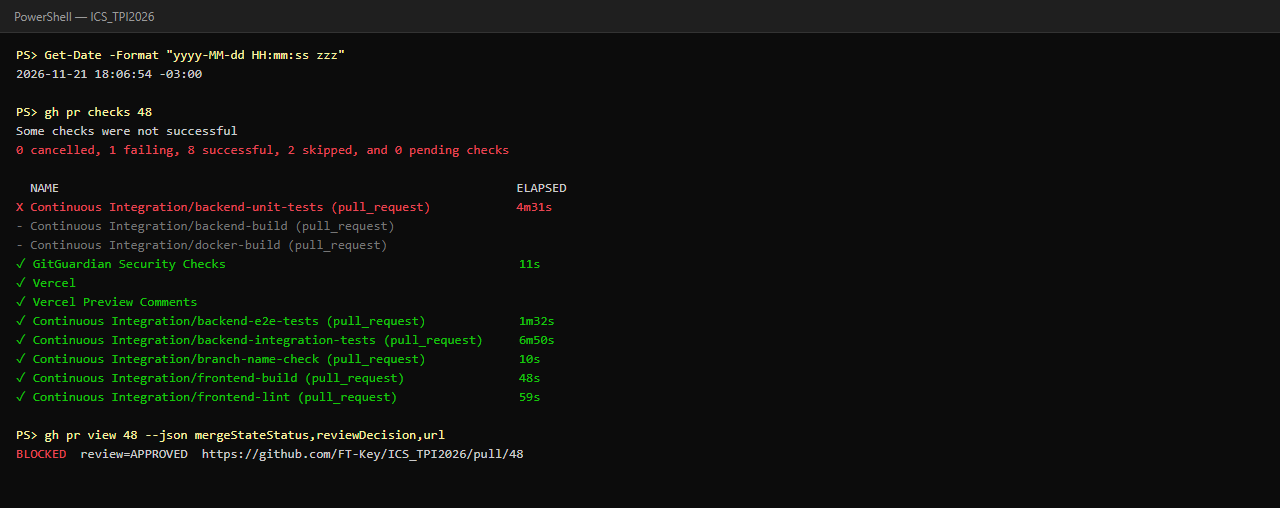 PowerShell — ICS_TPI2026
PS> Get-Date -Format "yyyy-MM-dd HH:mm:ss zzz"
2026-11-21 18:06:54 -03:00
PS> gh pr checks 48
Some checks were not successful
0 cancelled, 1 failing, 8 successful, 2 skipped, and 0 pending checks
NAME ELAPSED
X Continuous Integration/backend-unit-tests (pull_request) 4m31s
- Continuous Integration/backend-build (pull_request)
- Continuous Integration/docker-build (pull_request)
✓ GitGuardian Security Checks 11s
✓ Vercel
✓ Vercel Preview Comments
✓ Continuous Integration/backend-e2e-tests (pull_request) 1m32s
✓ Continuous Integration/backend-integration-tests (pull_request) 6m50s
✓ Continuous Integration/branch-name-check (pull_request) 10s
✓ Continuous Integration/frontend-build (pull_request) 48s
✓ Continuous Integration/frontend-lint (pull_request) 59s
PS> gh pr view 48 --json mergeStateStatus,reviewDecision,url
BLOCKED review=APPROVED https://github.com/FT-Key/ICS_TPI2026/pull/48